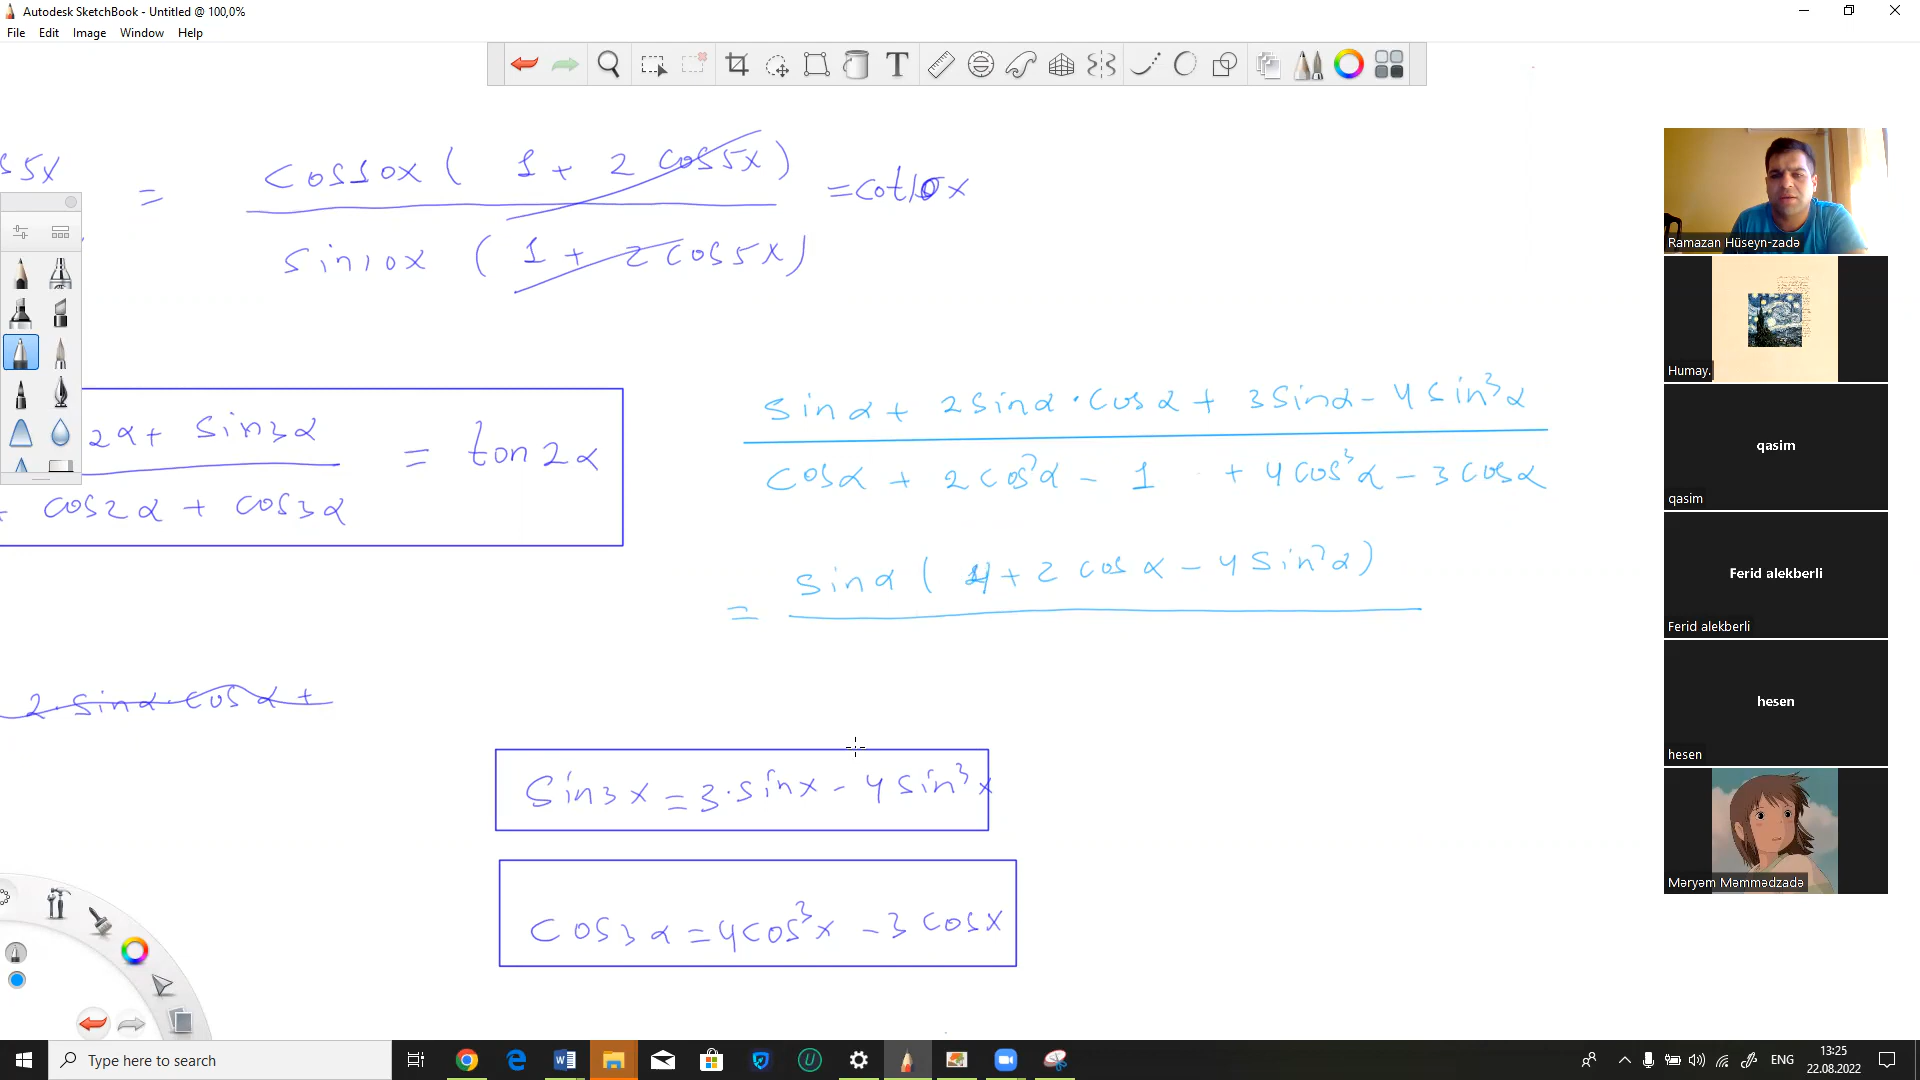 Autodesk SketchBook - Untitled @ 100,0%
File Edit Image Window Help
s 5x
= cos10x ( 1 + 2 cos5x) / sin10x ( 1 + 2 cos5x) = cot10x
2α + sin3α / + cos2α + cos3α = ton 2α
sinα + 2sinα · cosα + 3sinα - 4sin³α
cosα + 2cos²α - 1 + 4cos³α - 3cosα
= sinα ( 4 + 2 cosα - 4sin²α)
2 · sinα · cosα +
Sin3x = 3·sinx - 4sin³x
cos3α = 4cos³x - 3cosx
Ramazan Hüseyn-zadə
Humay.
qasim
qasim
Ferid alekberli
Ferid alekberli
hesen
hesen
Məryəm Məmmədzadə
Type here to search
ENG
13:25
22.08.2022